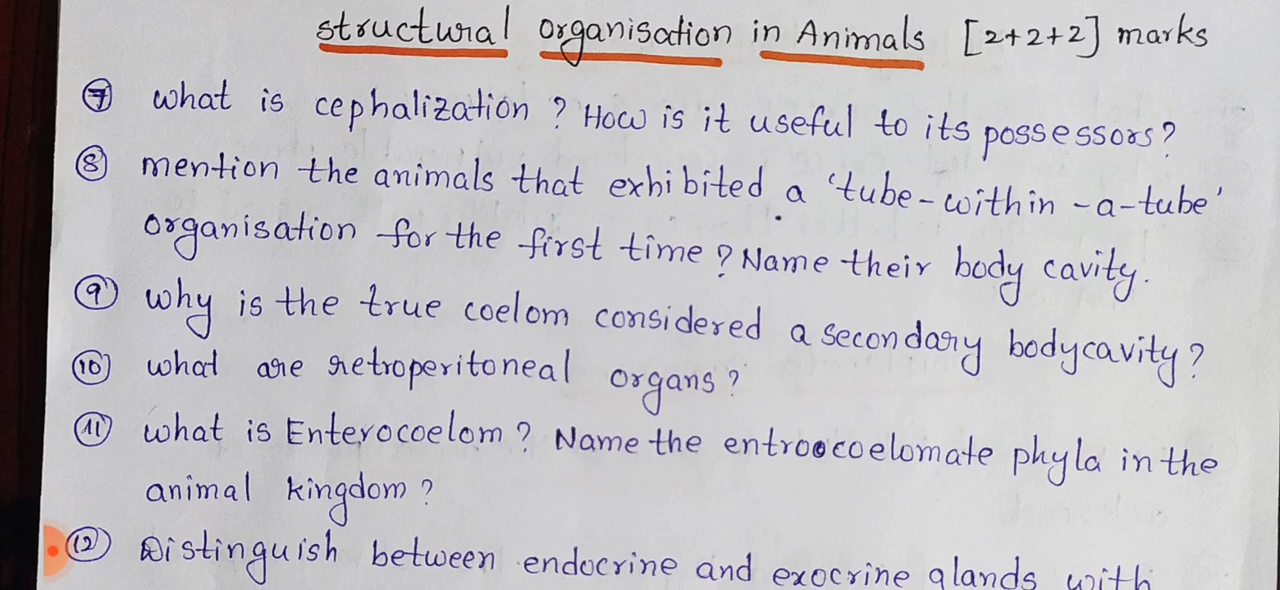 structural organisation in Animals [2+2+2] marks
⑦ what is cephalization ? How is it useful to its possessors?
⑧ mention the animals that exhibited a 'tube-within-a-tube'
organisation for the first time ? Name their body cavity.
⑨ why is the true coelom considered a secondary bodycavity?
⑩ what are retroperitoneal organs ?
⑪ what is Enterocoelom ? Name the entroocoelomate phyla in the
animal kingdom ?
⑫ Distinguish between endocrine and exocrine glands with